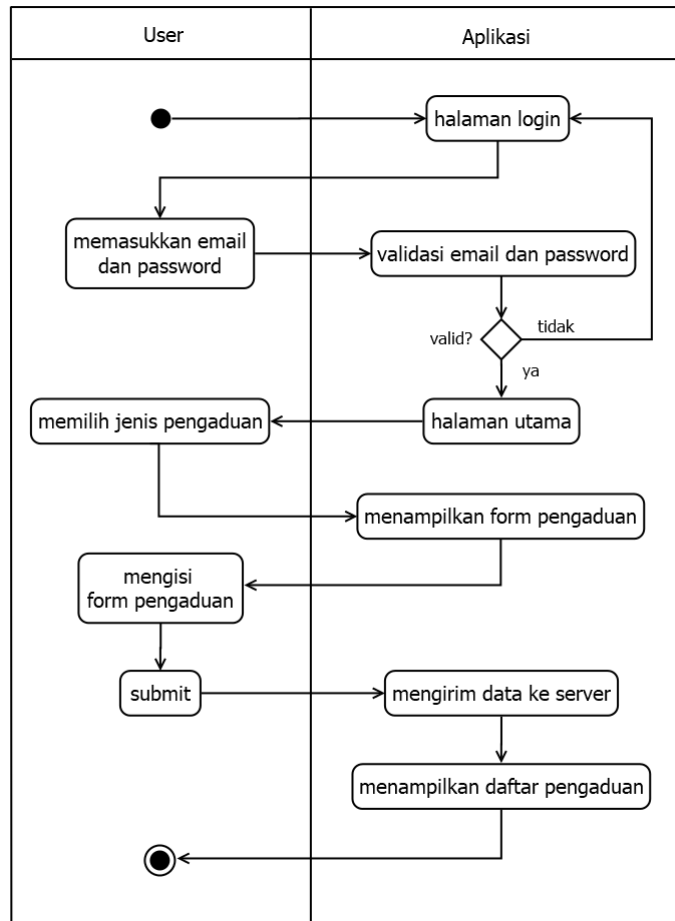 User
Aplikasi
halaman login
memasukkan email
dan password
validasi email dan password
valid?
tidak
ya
memilih jenis pengaduan
halaman utama
menampilkan form pengaduan
mengisi
form pengaduan
submit
mengirim data ke server
menampilkan daftar pengaduan